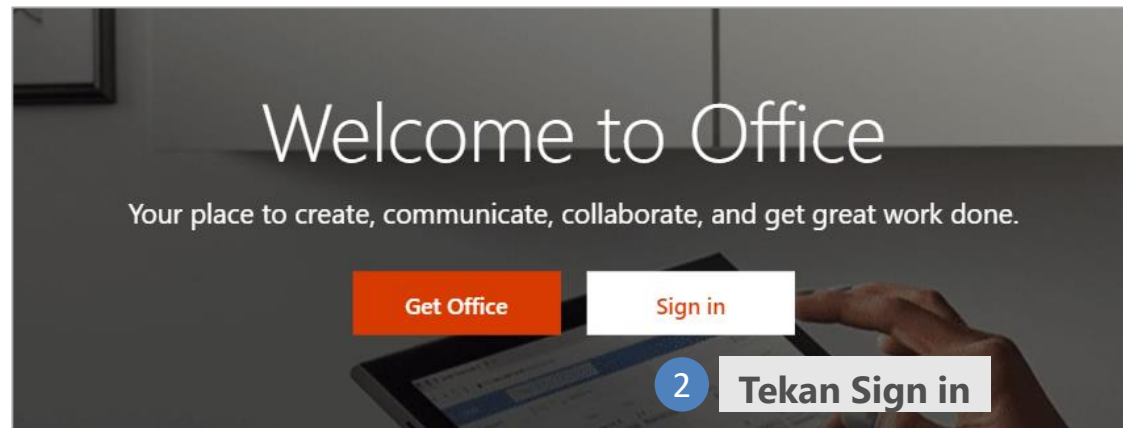 Welcome to Office
Your place to create, communicate, collaborate, and get great work done.
Get Office
Sign in
2
Tekan Sign in